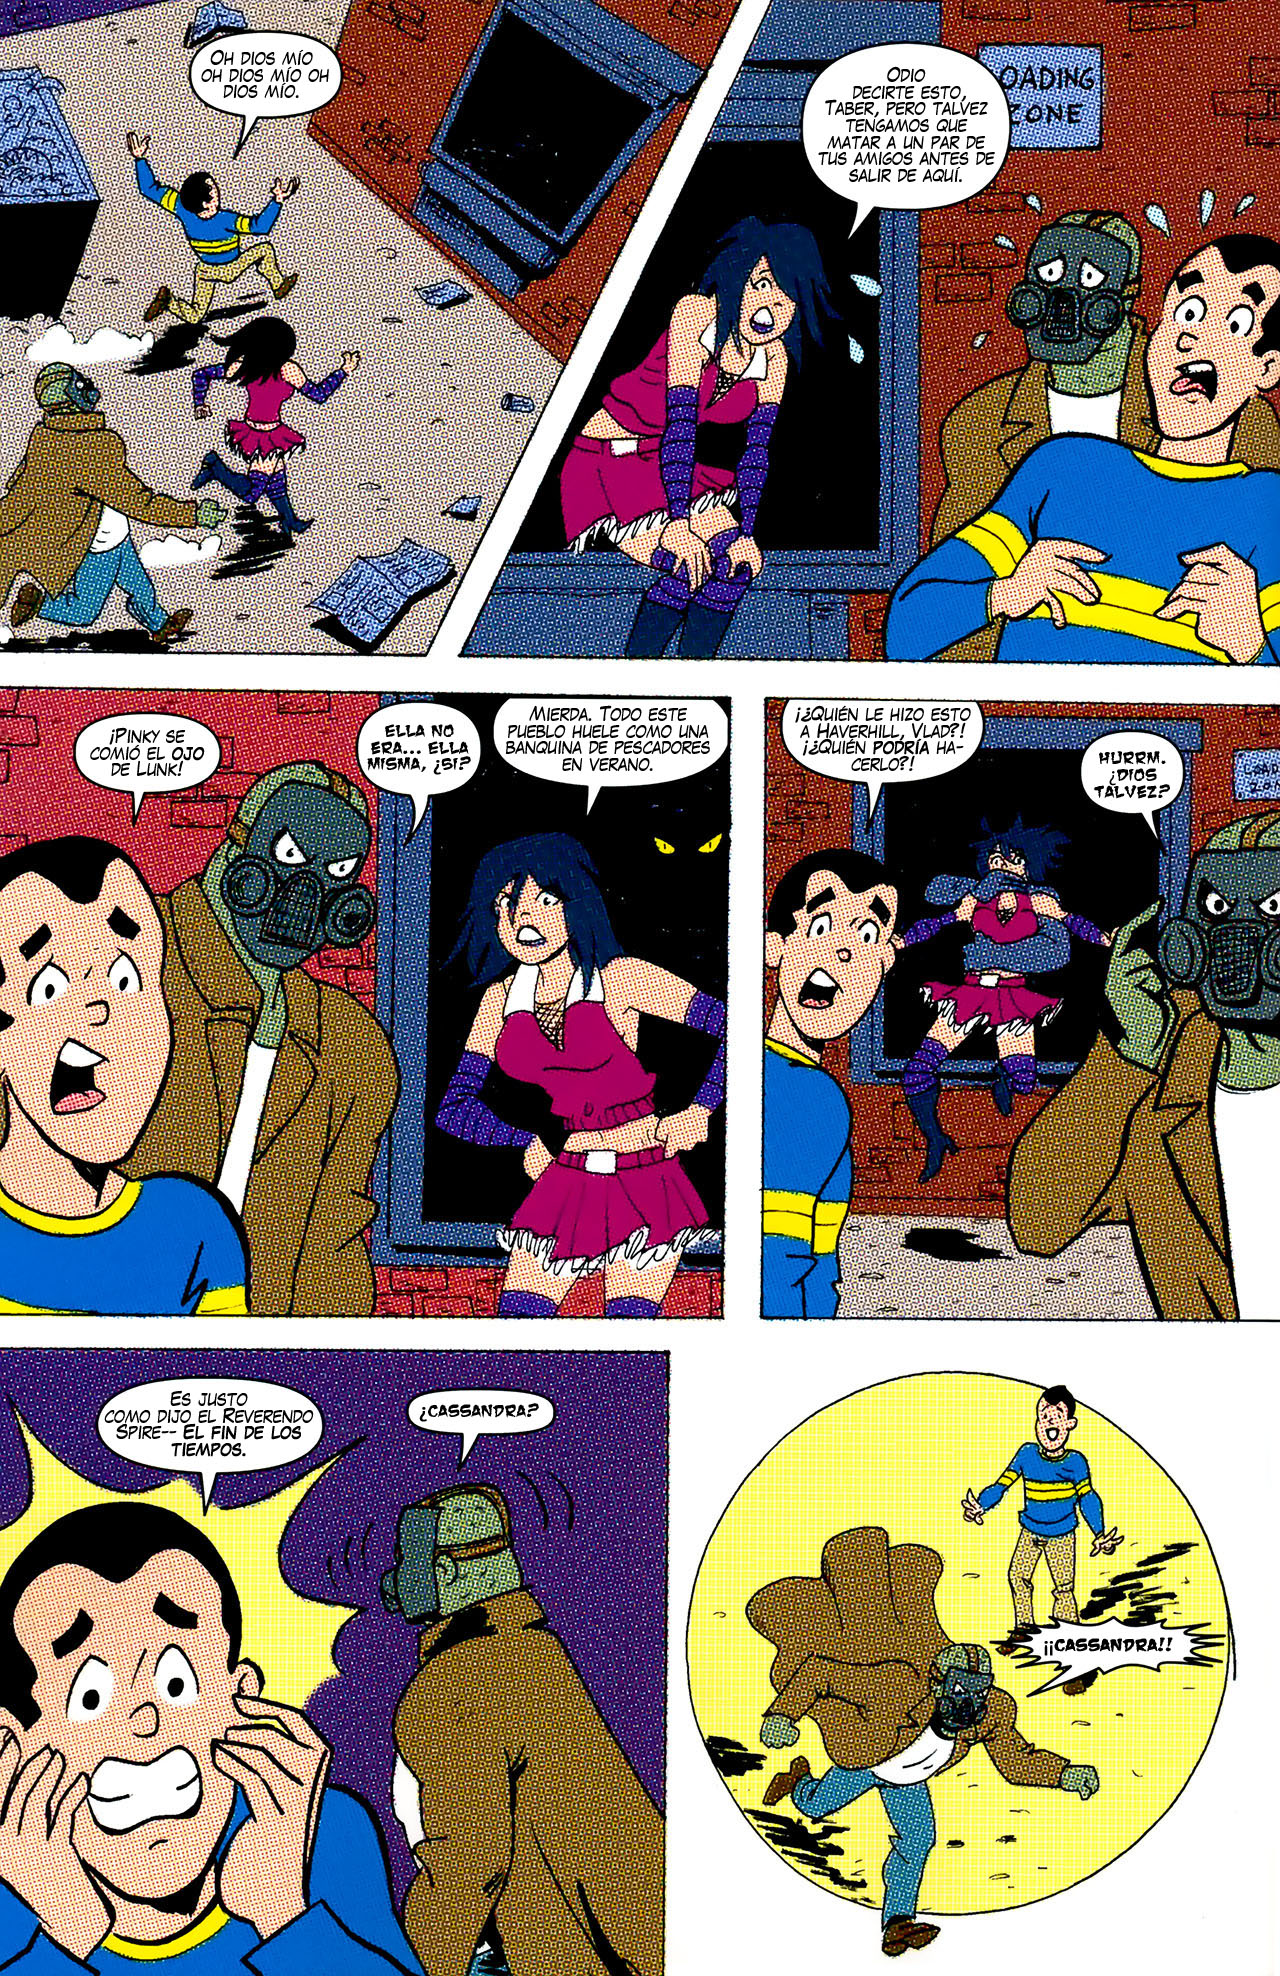 OH DIOS MÍO
OH DIOS MÍO OH
DIOS MÍO.
ODIO
DECIRTE ESTO,
TABER, PERO TALVEZ
TENGAMOS QUE
MATAR A UN PAR DE
TUS AMIGOS ANTES DE
SALIR DE AQUÍ.
LOADING
ZONE
¡PINKY SE
COMIÓ EL OJO
DE LUNK!
ELLA NO
ERA... ELLA
MISMA, ¿SI?
MIERDA. TODO ESTE
PUEBLO HUELE COMO UNA
BANQUINA DE PESCADORES
EN VERANO.
¡¿QUIÉN LE HIZO ESTO
A HAVERHILL, VLAD?!
¡¿QUIÉN PODRÍA HA-
CERLO?!
HURRM.
¿DIOS
TALVEZ?
ES JUSTO
COMO DIJO EL REVERENDO
SPIRE-- EL FIN DE LOS
TIEMPOS.
¿CASSANDRA?
¡¡CASSANDRA!!